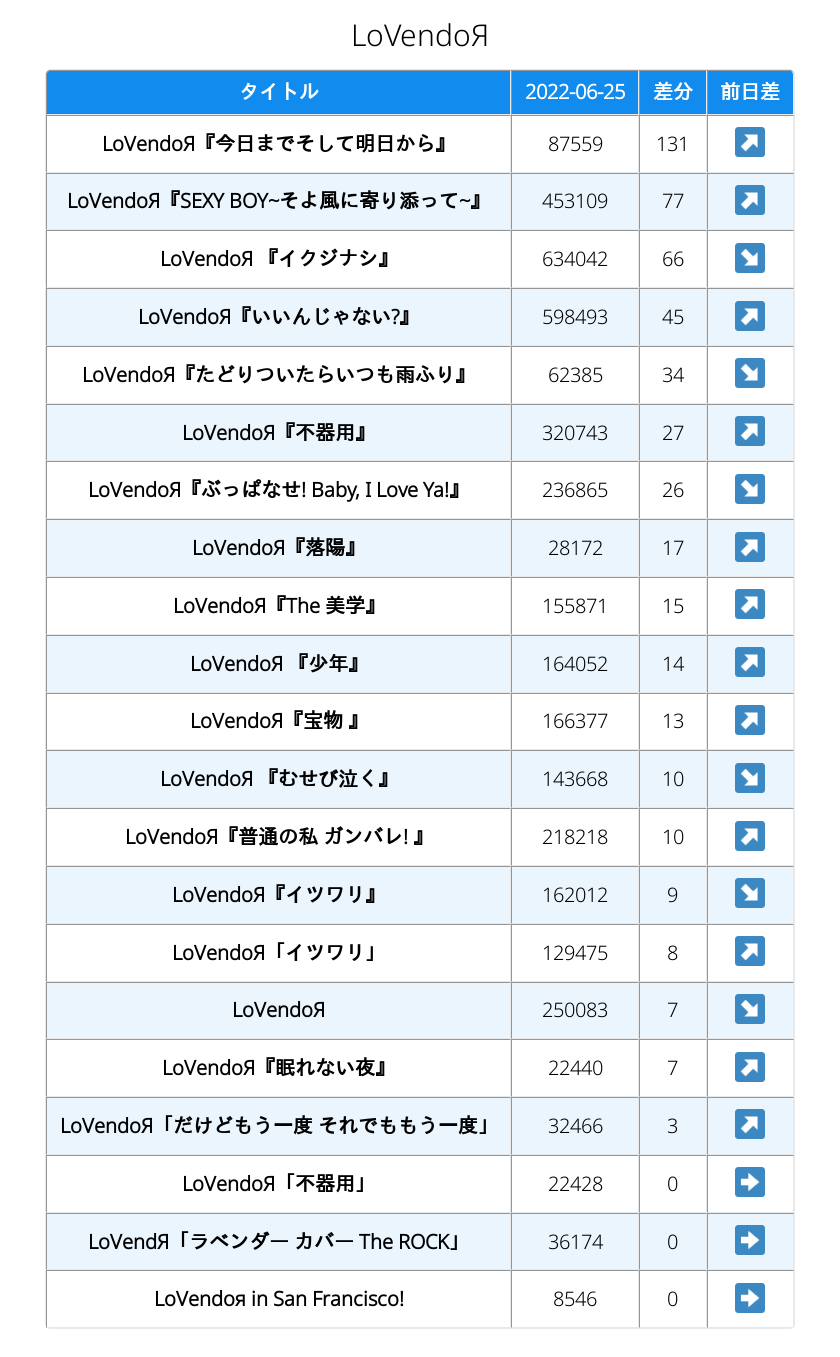 LoVendoЯ
タイトル 2022-06-25 差分 前日差
LoVendoЯ『今日までそして明日から』 87559 131 ↗
LoVendoЯ『SEXY BOY~そよ風に寄り添って~』 453109 77 ↗
LoVendoЯ 『イクジナシ』 634042 66 ↘
LoVendoЯ『いいんじゃない?』 598493 45 ↗
LoVendoЯ『たどりついたらいつも雨ふり』 62385 34 ↘
LoVendoЯ『不器用』 320743 27 ↗
LoVendoЯ『ぶっぱなせ! Baby, I Love Ya!』 236865 26 ↘
LoVendoЯ『落陽』 28172 17 ↗
LoVendoЯ『The 美学』 155871 15 ↗
LoVendoЯ 『少年』 164052 14 ↗
LoVendoЯ『宝物 』 166377 13 ↗
LoVendoЯ 『むせび泣く』 143668 10 ↘
LoVendoЯ『普通の私 ガンバレ! 』 218218 10 ↗
LoVendoЯ『イツワリ』 162012 9 ↘
LoVendoЯ「イツワリ」 129475 8 ↗
LoVendoЯ 250083 7 ↘
LoVendoЯ『眠れない夜』 22440 7 ↗
LoVendoЯ「だけどもう一度 それでももう一度」 32466 3 ↗
LoVendoЯ「不器用」 22428 0 →
LoVendЯ「ラベンダー カバー The ROCK」 36174 0 →
LoVendoя in San Francisco! 8546 0 →